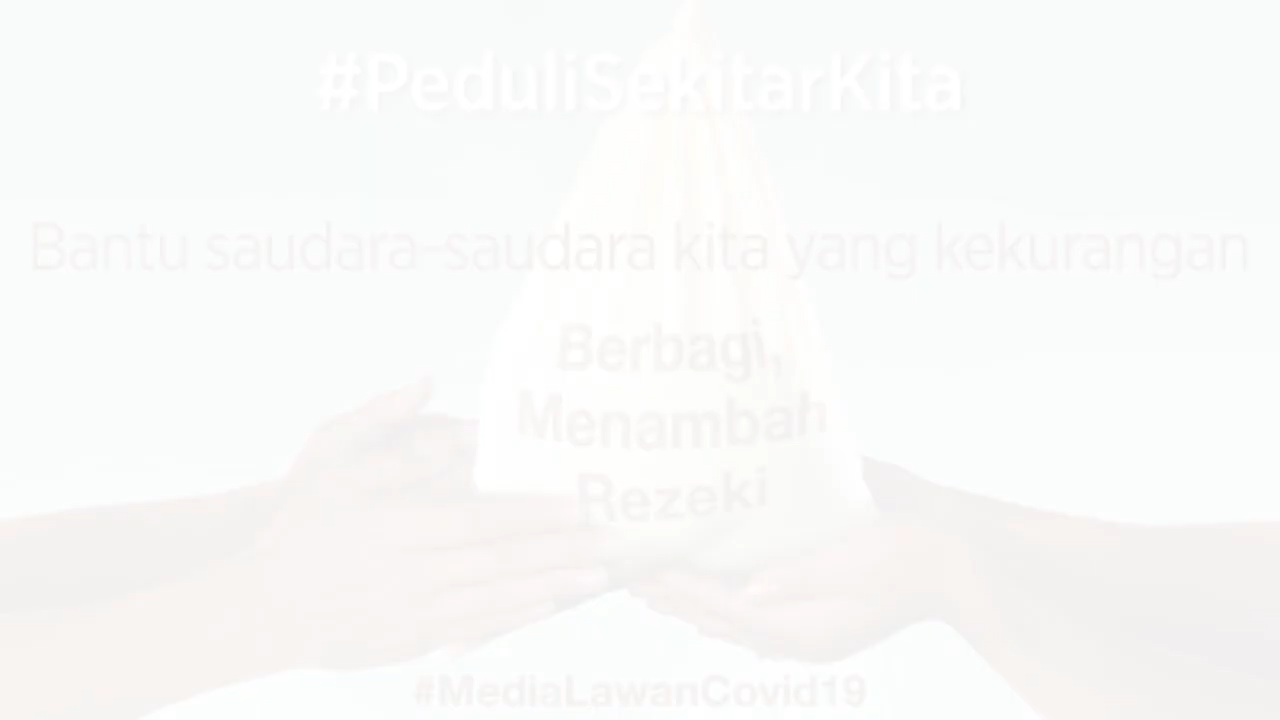 #PeduliSekitarKita
Bantu saudara-saudara kita yang kekurangan
Berbagi,
Menambah
Rezeki
#MediaLawanCovid19